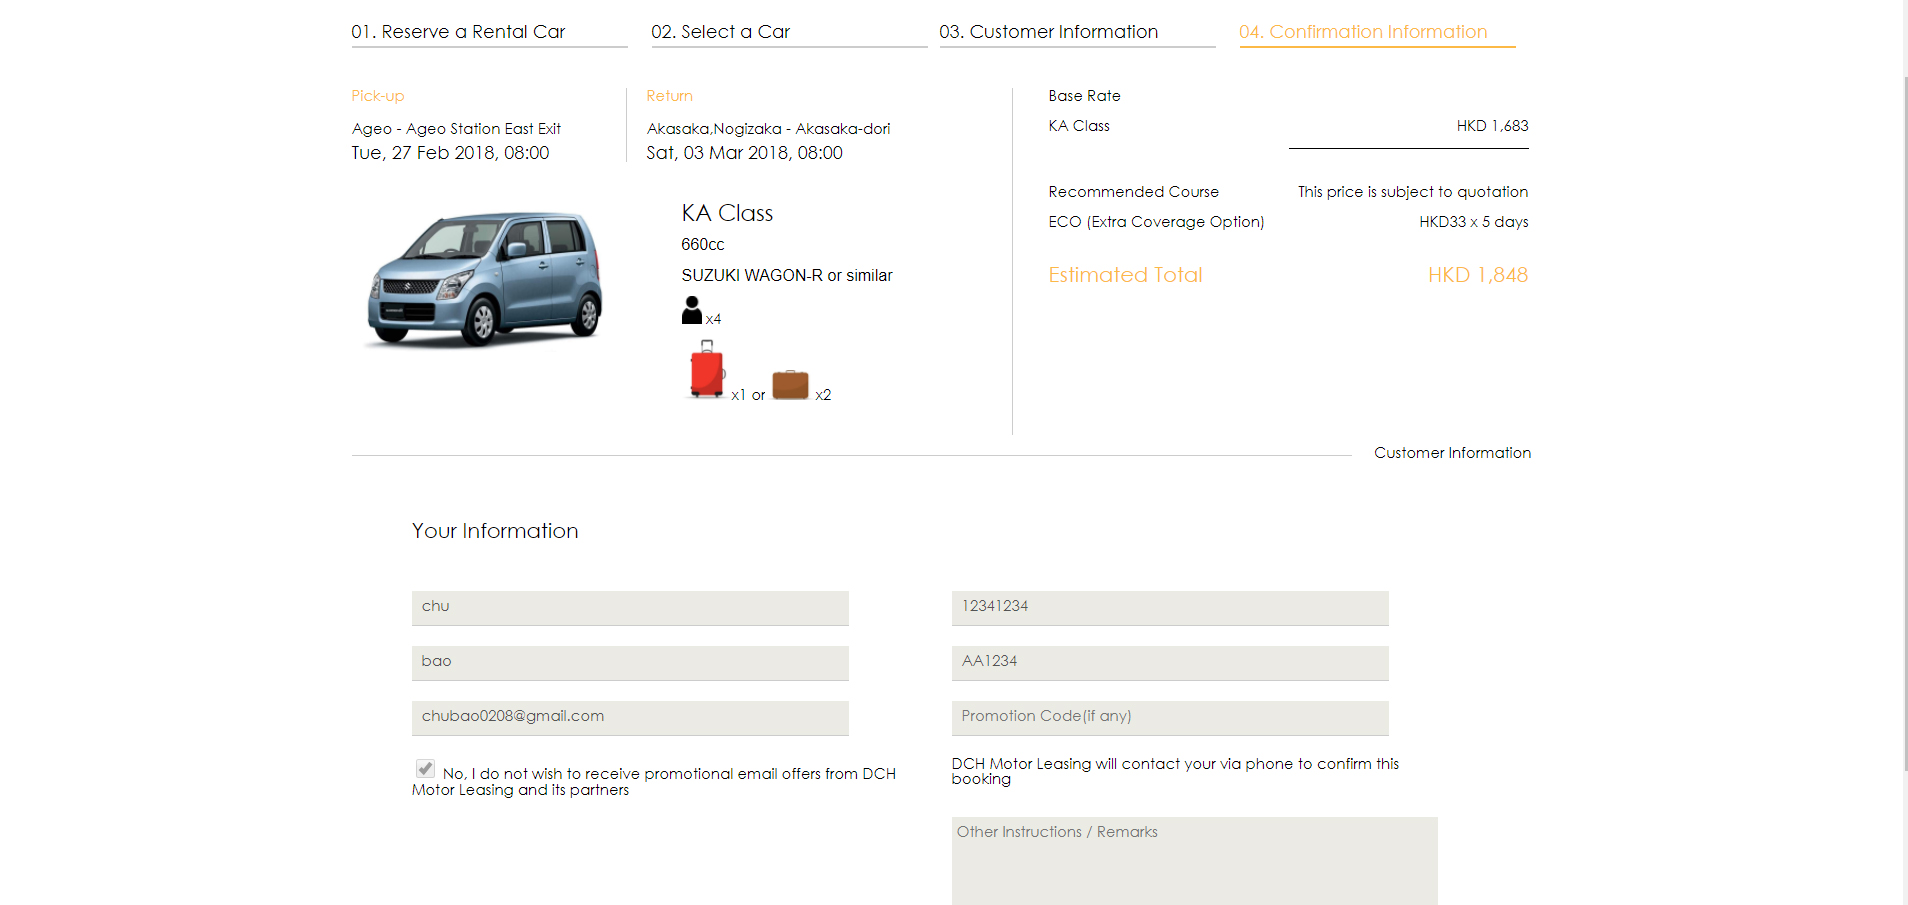 01. Reserve a Rental Car
02. Select a Car
03. Customer Information
04. Confirmation Information
Pick-up
Ageo - Ageo Station East Exit
Tue, 27 Feb 2018, 08:00
Return
Akasaka,Nogizaka - Akasaka-dori
Sat, 03 Mar 2018, 08:00
KA Class
660cc
SUZUKI WAGON-R or similar
x4
x1 or x2
Base Rate
KA Class HKD 1,683
Recommended Course This price is subject to quotation
ECO (Extra Coverage Option) HKD33 x 5 days
Estimated Total HKD 1,848
Customer Information
Your Information
chu
12341234
bao
AA1234
chubao0208@gmail.com
Promotion Code(if any)
No, I do not wish to receive promotional email offers from DCH
Motor Leasing and its partners
DCH Motor Leasing will contact your via phone to confirm this
booking
Other Instructions / Remarks